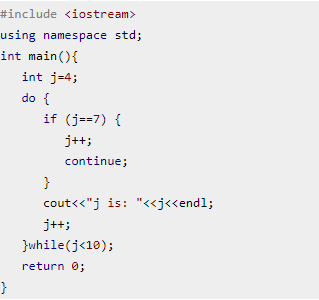 #include <iostream>
using namespace std;
int main(){
   int j=4;
   do {
      if (j==7) {
         j++;
         continue;
      }
      cout<<"j is: "<<j<<endl;
      j++;
   }while(j<10);
   return 0;
}